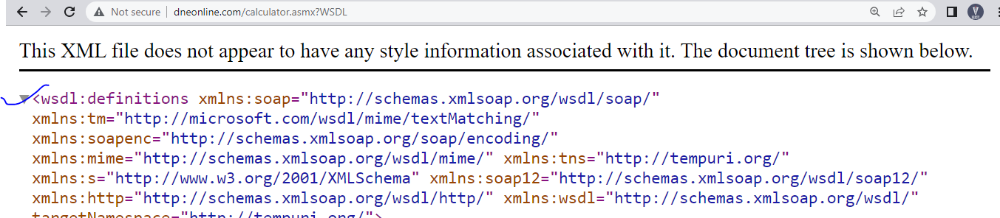 Not secure | dneonline.com/calculator.asmx?WSDL
This XML file does not appear to have any style information associated with it. The document tree is shown below.
<wsdl:definitions xmlns:soap="http://schemas.xmlsoap.org/wsdl/soap/"
xmlns:tm="http://microsoft.com/wsdl/mime/textMatching/"
xmlns:soapenc="http://schemas.xmlsoap.org/soap/encoding/"
xmlns:mime="http://schemas.xmlsoap.org/wsdl/mime/" xmlns:tns="http://tempuri.org/"
xmlns:s="http://www.w3.org/2001/XMLSchema" xmlns:soap12="http://schemas.xmlsoap.org/wsdl/soap12/"
xmlns:http="http://schemas.xmlsoap.org/wsdl/http/" xmlns:wsdl="http://schemas.xmlsoap.org/wsdl/"
targetNamespace="http://tempuri.org/">